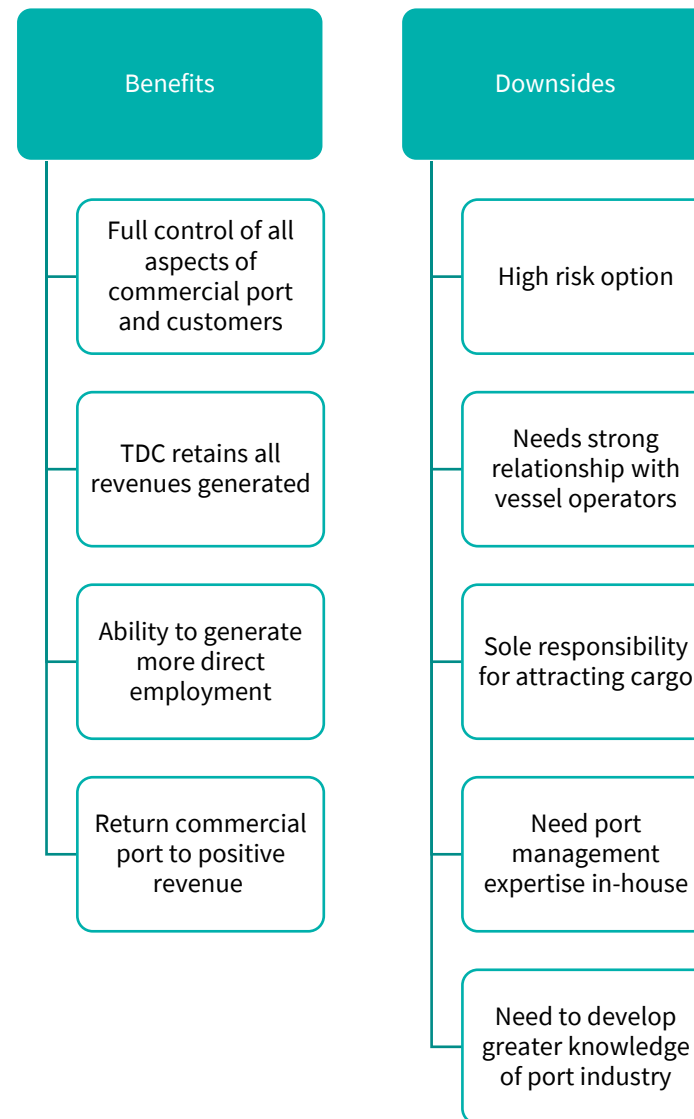 Benefits
Full control of all
aspects of
commercial port
and customers
TDC retains all
revenues generated
Ability to generate
more direct
employment
Return commercial
port to positive
revenue
Downsides
High risk option
Needs strong
relationship with
vessel operators
Sole responsibility
for attracting cargo
Need port
management
expertise in-house
Need to develop
greater knowledge
of port industry